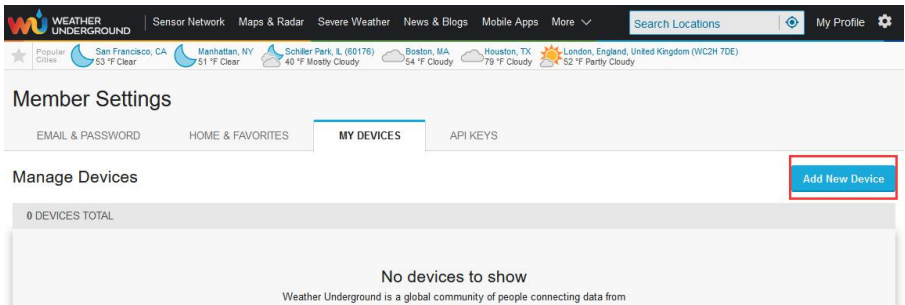 WEATHER UNDERGROUND Sensor Network Maps & Radar Severe Weather News & Blogs Mobile Apps More Search Locations My Profile
Popular Cities San Francisco, CA 53 °F Clear Manhattan, NY 51 °F Clear Schiller Park, IL (60176) 40 °F Mostly Cloudy Boston, MA 54 °F Cloudy Houston, TX 79 °F Cloudy London, England, United Kingdom (WC2H 7DE) 52 °F Partly Cloudy
Member Settings
EMAIL & PASSWORD HOME & FAVORITES MY DEVICES API KEYS
Manage Devices Add New Device
0 DEVICES TOTAL
No devices to show
Weather Underground is a global community of people connecting data from